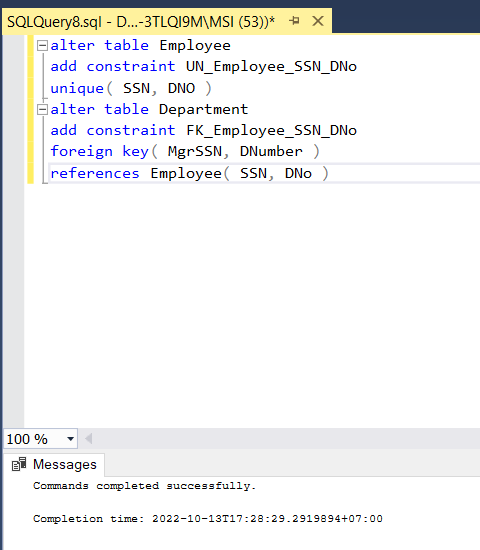 SQLQuery8.sql - D...-3TLQI9M\MSI (53))*
alter table Employee
add constraint UN_Employee_SSN_DNo
unique( SSN, DNO )
alter table Department
add constraint FK_Employee_SSN_DNo
foreign key( MgrSSN, DNumber )
references Employee( SSN, DNo )
100 %
Messages
Commands completed successfully.
Completion time: 2022-10-13T17:28:29.2919894+07:00